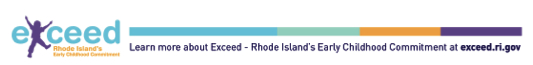 exceed
Rhode Island's
Early Childhood Commitment
Learn more about Exceed - Rhode Island's Early Childhood Commitment at exceed.ri.gov